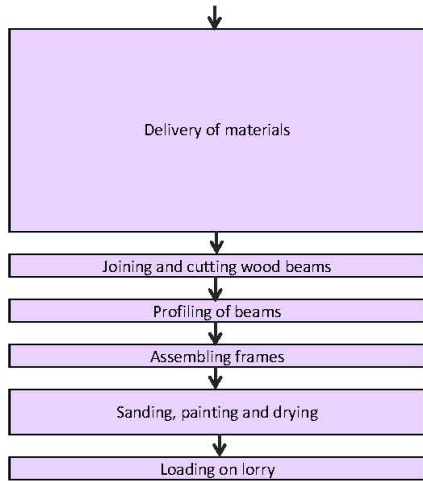 Delivery of materials
Joining and cutting wood beams
Profiling of beams
Assembling frames
Sanding, painting and drying
Loading on lorry